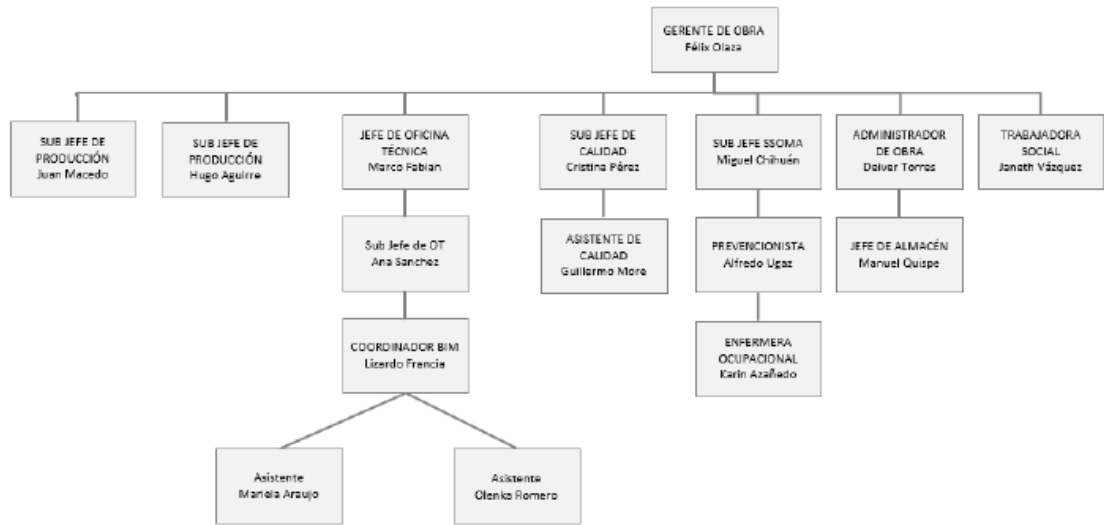 GERENTE DE OBRA
Félix Olaza
SUB JEFE DE
PRODUCCIÓN
Juan Macedo
SUB JEFE DE
PRODUCCIÓN
Hugo Aguirre
JEFE DE OFICINA
TÉCNICA
Marco Fabian
SUB JEFE DE
CALIDAD
Cristina Pérez
SUB JEFE SSOMA
Miguel Chihuén
ADMINISTRADOR
DE OBRA
Deiver Torres
TRABAJADORA
SOCIAL
Janeth Vázquez
Sub Jefe de OT
Ana Sanchez
ASISTENTE DE
CALIDAD
Guillermo More
PREVENCIONISTA
Alfredo Ugaz
JEFE DE ALMACÉN
Manuel Quispe
COORDINADOR BIM
Lizardo Francia
ENFERMERA
OCUPACIONAL
Karin Azañedo
Asistente
Mariela Araujo
Asistente
Olenka Romero